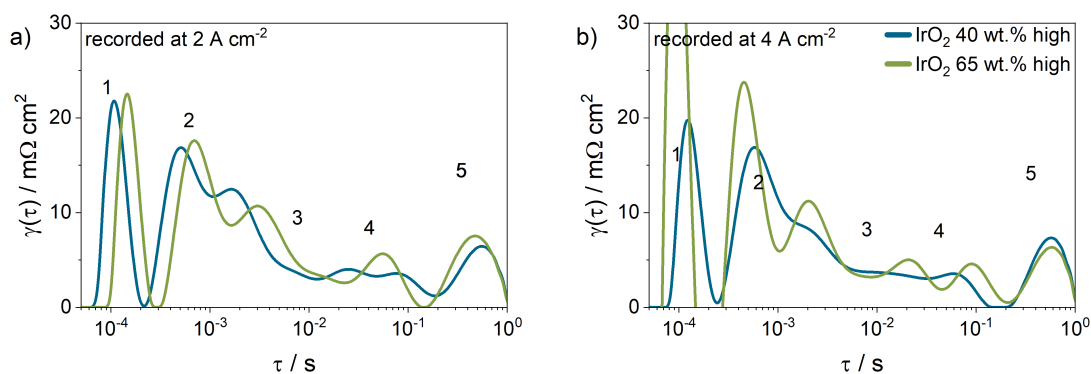 a)
recorded at 2 A cm-2
30
20
10
0
γ(τ) / mΩ cm²
1
2
3
4
5
10-4
10-3
10-2
10-1
100
τ / s
b)
recorded at 4 A cm-2
IrO2 40 wt.% high
IrO2 65 wt.% high
30
20
10
0
γ(τ) / mΩ cm²
1
2
3
4
5
10-4
10-3
10-2
10-1
100
τ / s